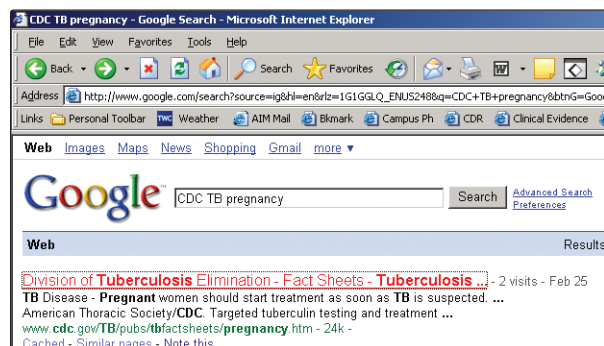 CDC TB pregnancy - Google Search - Microsoft Internet Explorer
File Edit View Favorites Tools Help
Back Search Favorites
Address http://www.google.com/search?source=ig&hl=en&rlz=1G1GGLQ_ENUS248&q=CDC+TB+pregnancy&btnG=Goo
Links Personal Toolbar TWC Weather AIM Mail Bkmark Campus Ph CDR Clinical Evidence
Web Images Maps News Shopping Gmail more ▼
Google CDC TB pregnancy Search Advanced Search
Preferences
Web Results
Division of Tuberculosis Elimination - Fact Sheets - Tuberculosis ... - 2 visits - Feb 25
TB Disease - Pregnant women should start treatment as soon as TB is suspected. ...
American Thoracic Society/CDC. Targeted tuberculin testing and treatment ...
www.cdc.gov/TB/pubs/tbfactsheets/pregnancy.htm - 24k -
Cached - Similar pages - Note this